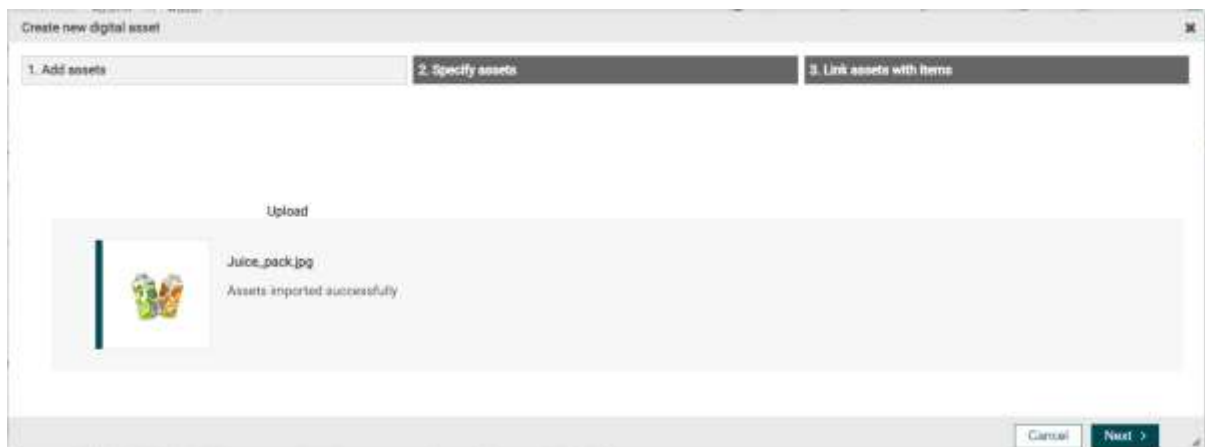 Create new digital asset
1. Add assets
2. Specify assets
3. Link assets with items
Upload
Juice_pack.jpg
Assets imported successfully
Cancel
Next >